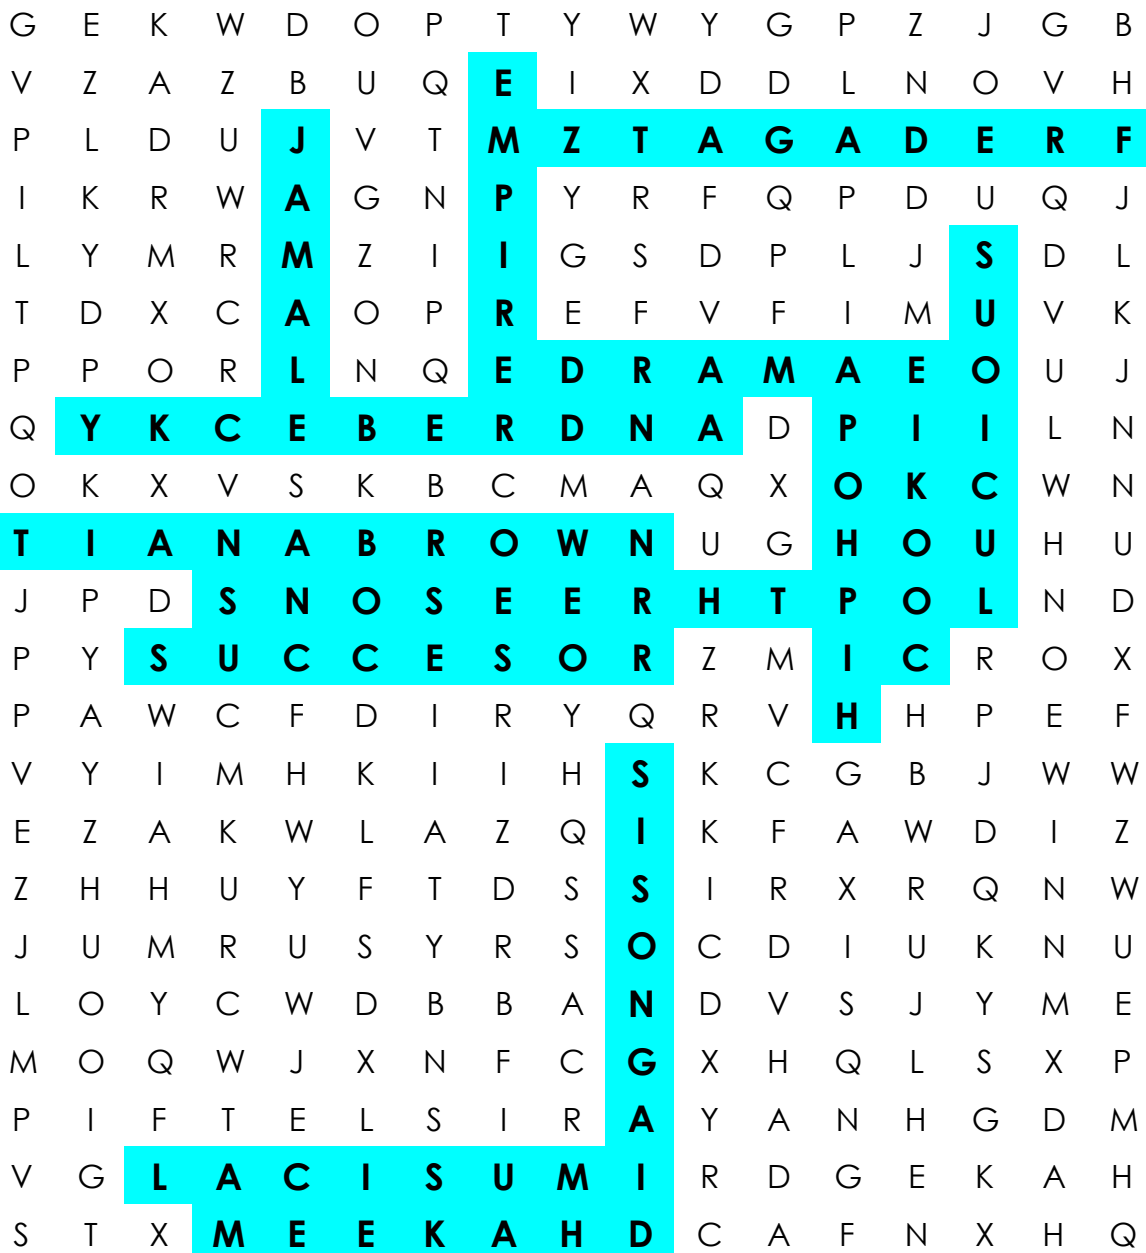 G E K W D O P T Y W Y G P Z J G B
V Z A Z B U Q E I X D D L N O V H
P L D U J V T M Z T A G A D E R F
I K R W A G N P Y R F Q P D U Q J
L Y M R M Z I I G S D P L J S D L
T D X C A O P R E F V F I M U V K
P P O R L N Q E D R A M A E O U J
Q Y K C E B E R D N A D P I I L N
O K X V S K B C M A Q X O K C W N
T I A N A B R O W N U G H O U H U
J P D S N O S E E R H T P O L N D
P Y S U C C E S O R Z M I C R O X
P A W C F D I R Y Q R V H H P E F
V Y I M H K I I H S K C G B J W W
E Z A K W L A Z Q I K F A W D I Z
Z H H U Y F T D S S I R X R Q N W
J U M R U S Y R S O C D I U K N U
L O Y C W D B B A N D V S J Y M E
M O Q W J X N F C G X H Q L S X P
P I F T E L S I R A Y A N H G D M
V G L A C I S U M I R D G E K A H
S T X M E E K A H D C A F N X H Q